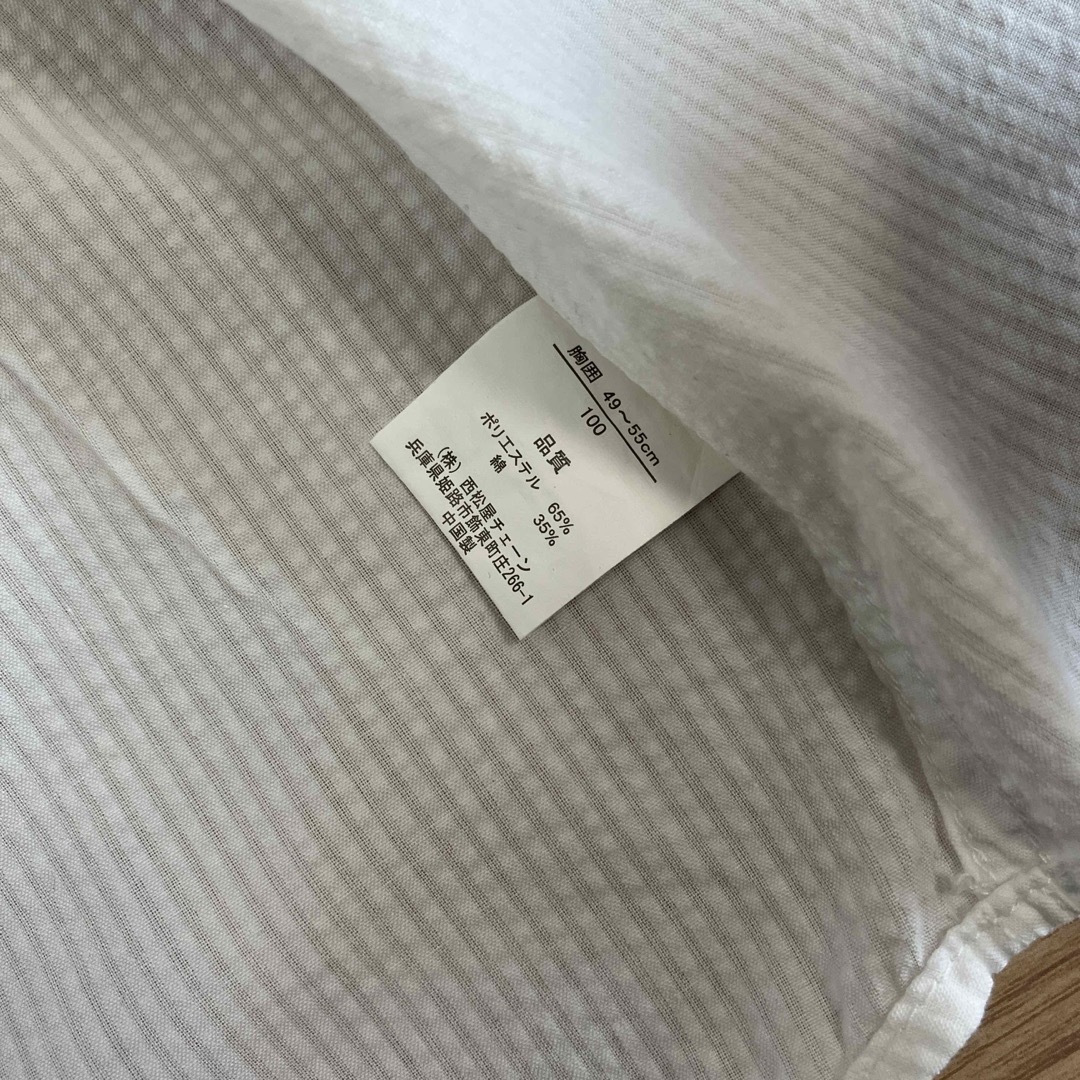 胸囲 49～55cm
100
品質
ポリエステル 65%
綿 35%
(株) 西松屋チェーン
兵庫県姫路市飾東町庄266-1
中国製